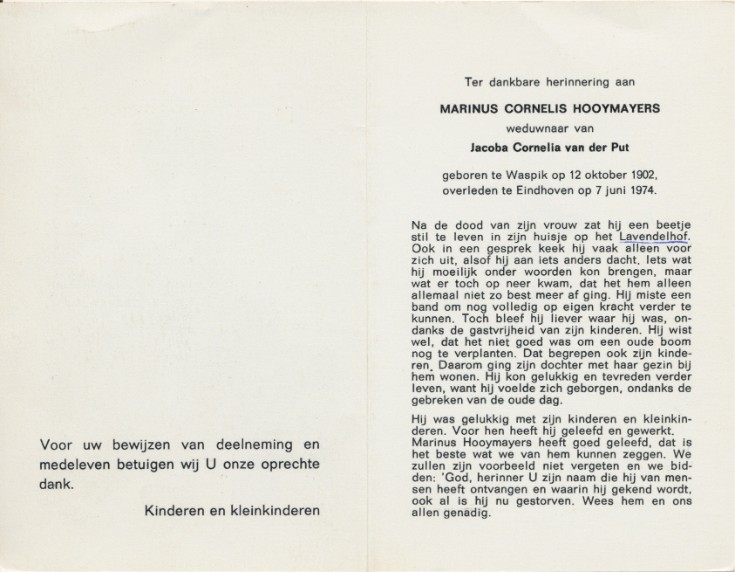 Voor uw bewijzen van deelneming en
medeleven betuigen wij U onze oprechte
dank.
Kinderen en kleinkinderen
Ter dankbare herinnering aan
MARINUS CORNELIS HOOYMAYERS
weduwnaar van
Jacoba Cornelia van der Put
geboren te Waspik op 12 oktober 1902,
overleden te Eindhoven op 7 juni 1974.
Na de dood van zijn vrouw zat hij een beetje
stil te leven in zijn huisje op het Lavendelhof.
Ook in een gesprek keek hij vaak alleen voor
zich uit, alsof hij aan iets anders dacht. Iets wat
hij moeilijk onder woorden kon brengen, maar
wat er toch op neer kwam, dat het hem alleen
allemaal niet zo best meer af ging. Hij miste een
band om nog volledig op eigen kracht verder te
kunnen. Toch bleef hij liever waar hij was, on-
danks de gastvrijheid van zijn kinderen. Hij wist
wel, dat het niet goed was om een oude boom
nog te verplanten. Dat begrepen ook zijn kinde-
ren. Daarom ging zijn dochter met haar gezin bij
hem wonen. Hij kon gelukkig en tevreden verder
leven, want hij voelde zich geborgen, ondanks de
gebreken van de oude dag.
Hij was gelukkig met zijn kinderen en kleinkin-
deren. Voor hen heeft hij geleefd en gewerkt.
Marinus Hooymayers heeft goed geleefd, dat is
het beste wat we van hem kunnen zeggen. We
zullen zijn voorbeeld niet vergeten en we bid-
den: 'God, herinner U zijn naam die hij van men-
sen heeft ontvangen en waarin hij gekend wordt,
ook al is hij nu gestorven. Wees hem en ons
allen genadig.